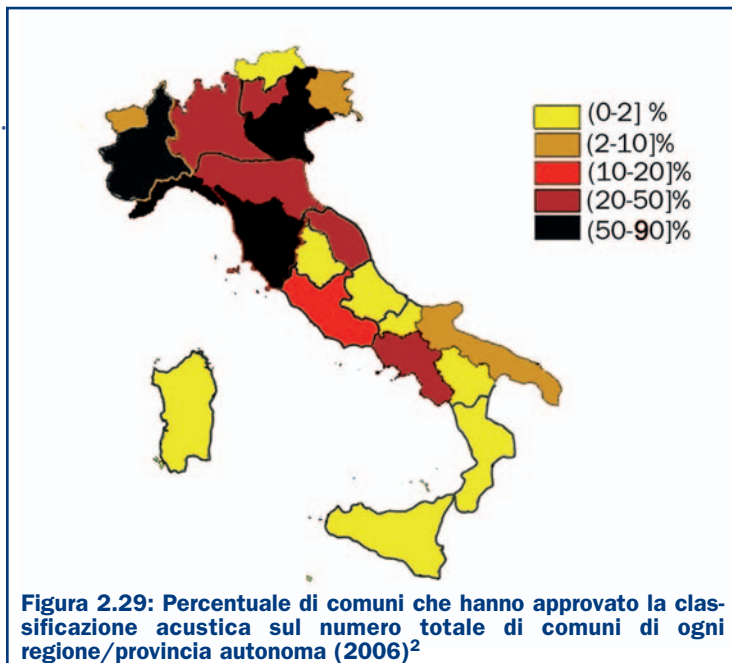 (0-2] %
(2-10]%
(10-20]%
(20-50]%
(50-90]%
Figura 2.29: Percentuale di comuni che hanno approvato la clas-
sificazione acustica sul numero totale di comuni di ogni
regione/provincia autonoma (2006)²